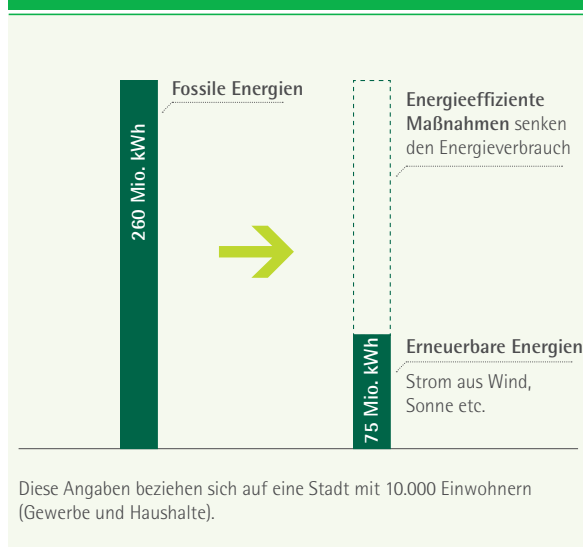 Fossile Energien
260 Mio. kWh
Energieeffiziente
Maßnahmen senken
den Energieverbrauch
75 Mio. kWh
Erneuerbare Energien
Strom aus Wind,
Sonne etc.
Diese Angaben beziehen sich auf eine Stadt mit 10.000 Einwohnern
(Gewerbe und Haushalte).